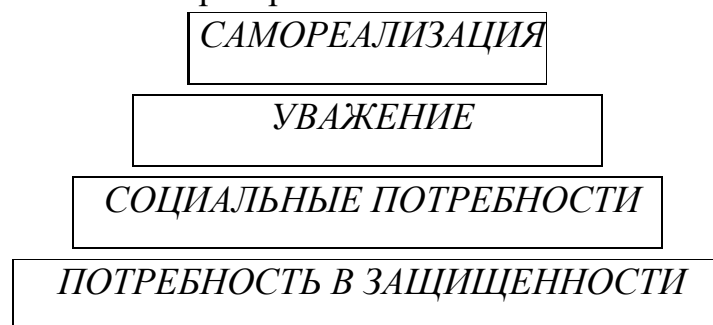 САМОРЕАЛИЗАЦИЯ
УВАЖЕНИЕ
СОЦИАЛЬНЫЕ ПОТРЕБНОСТИ
ПОТРЕБНОСТЬ В ЗАЩИЩЕННОСТИ